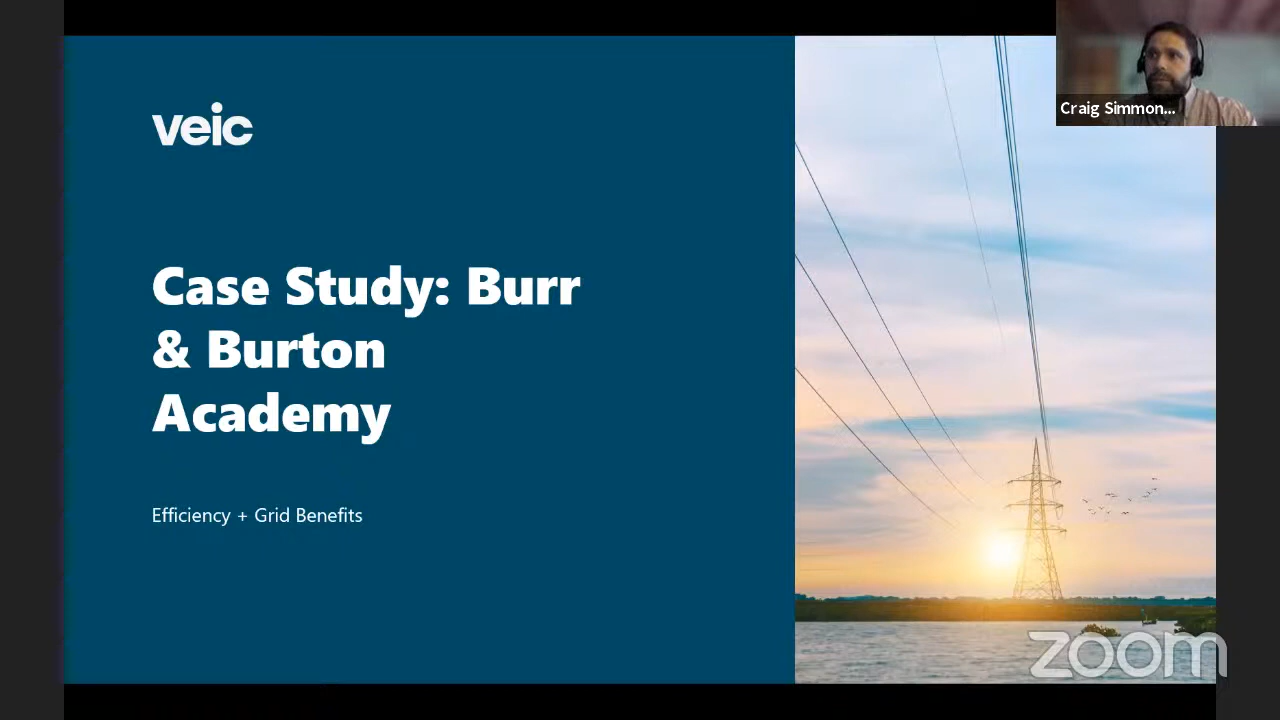 Craig Simmon...
veic
Case Study: Burr
& Burton
Academy
Efficiency + Grid Benefits
zoom